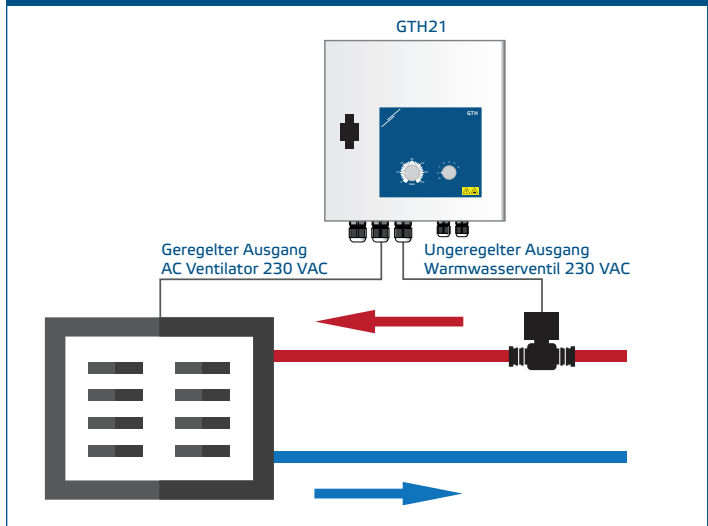 GTH21
GTH
Geregelter Ausgang
AC Ventilator 230 VAC
Ungeregelter Ausgang
Warmwasserventil 230 VAC